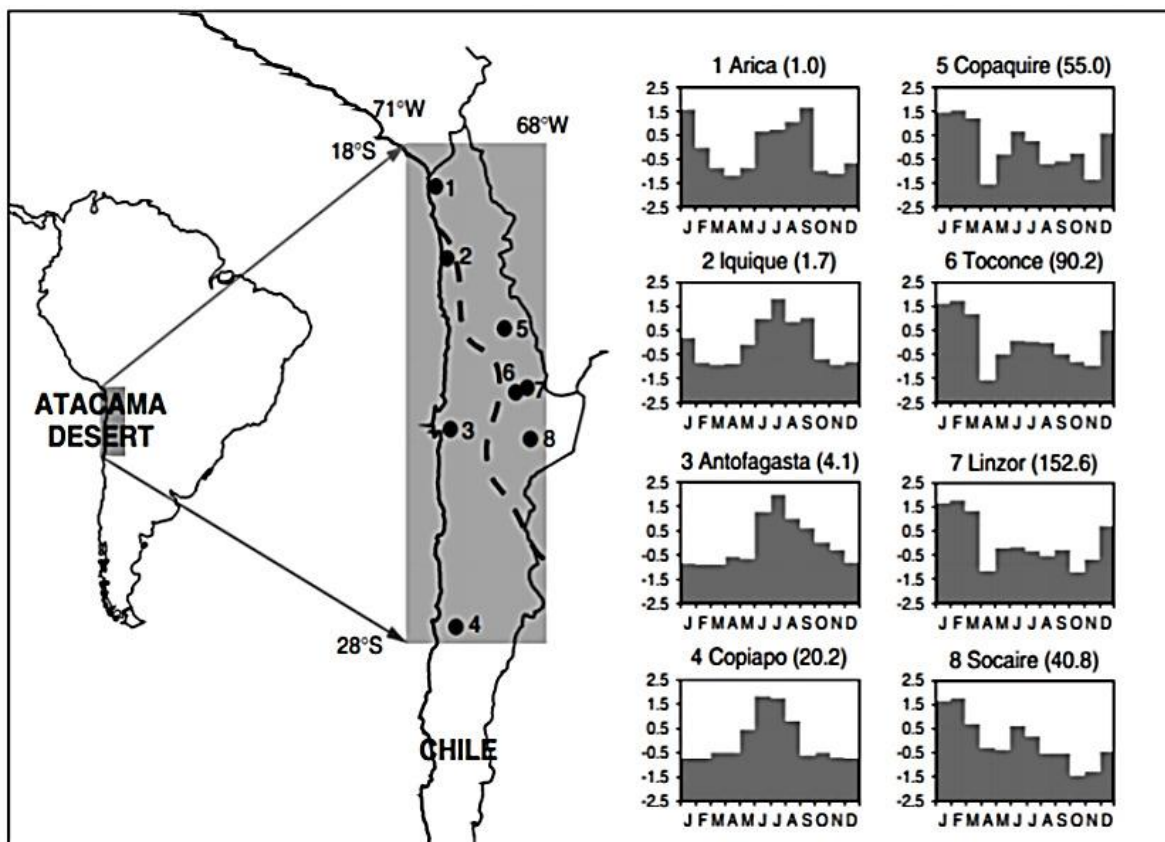 71°W
68°W
18°S
1
2
5
6
7
3
8
4
28°S
ATACAMA
DESERT
CHILE
1 Arica (1.0)
2.5
1.5
0.5
-0.5
-1.5
-2.5
J F M A M J J A S O N D
5 Copaquire (55.0)
2.5
1.5
0.5
-0.5
-1.5
-2.5
J F M A M J J A S O N D
2 Iquique (1.7)
2.5
1.5
0.5
-0.5
-1.5
-2.5
J F M A M J J A S O N D
6 Toconce (90.2)
2.5
1.5
0.5
-0.5
-1.5
-2.5
J F M A M J J A S O N D
3 Antofagasta (4.1)
2.5
1.5
0.5
-0.5
-1.5
-2.5
J F M A M J J A S O N D
7 Linzor (152.6)
2.5
1.5
0.5
-0.5
-1.5
-2.5
J F M A M J J A S O N D
4 Copiapo (20.2)
2.5
1.5
0.5
-0.5
-1.5
-2.5
J F M A M J J A S O N D
8 Socaire (40.8)
2.5
1.5
0.5
-0.5
-1.5
-2.5
J F M A M J J A S O N D